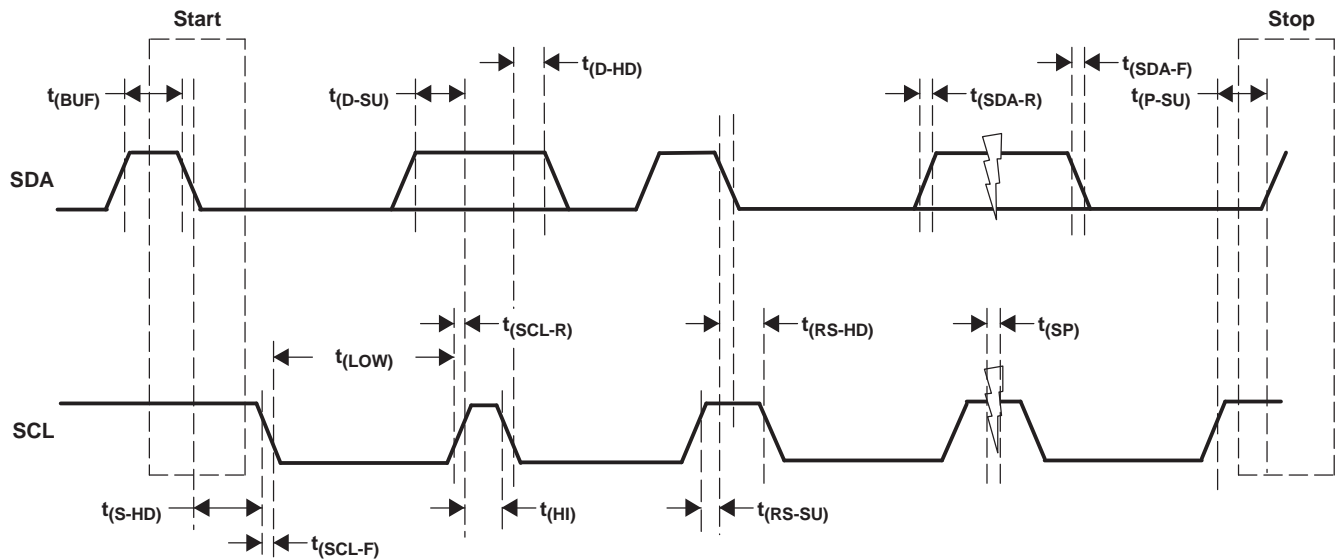 Start
Stop
t(BUF)
t(D-SU)
t(D-HD)
t(SDA-R)
t(SDA-F)
t(P-SU)
SDA
t(SCL-R)
t(RS-HD)
t(SP)
t(LOW)
SCL
t(S-HD)
t(HI)
t(RS-SU)
t(SCL-F)